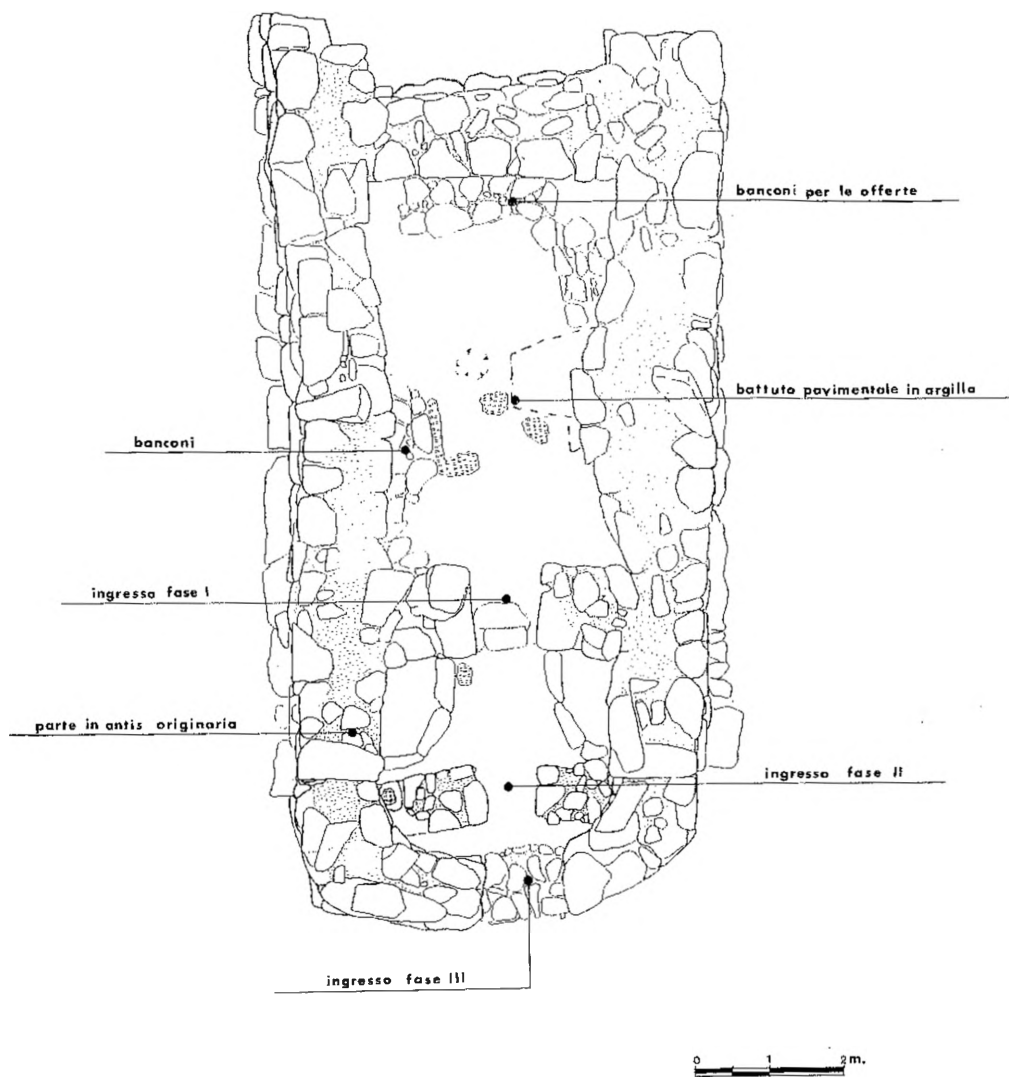 banconi per le offerte
battuto pavimentale in argilla
banconi
ingresso fase I
parte in antis originaria
ingresso fase II
ingresso fase III
0 1 2 m.